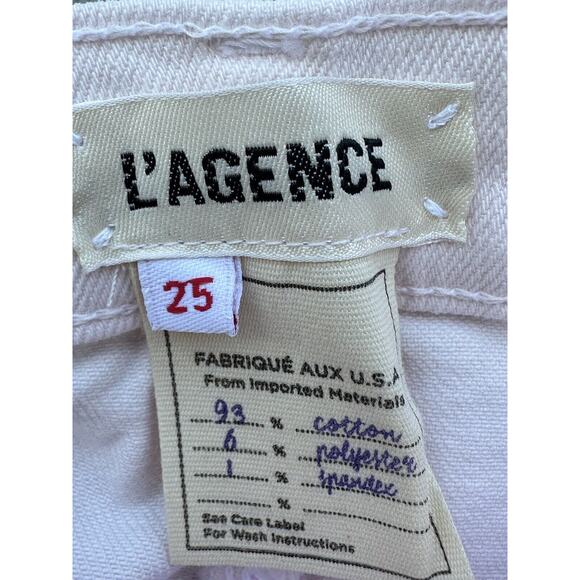 L'AGENCE
25
FABRIQUÉ AUX U.S.A
From Imported Materials
93 % cotton
6 % polyester
1 % spandex
%
See Care Label
For Wash Instructions